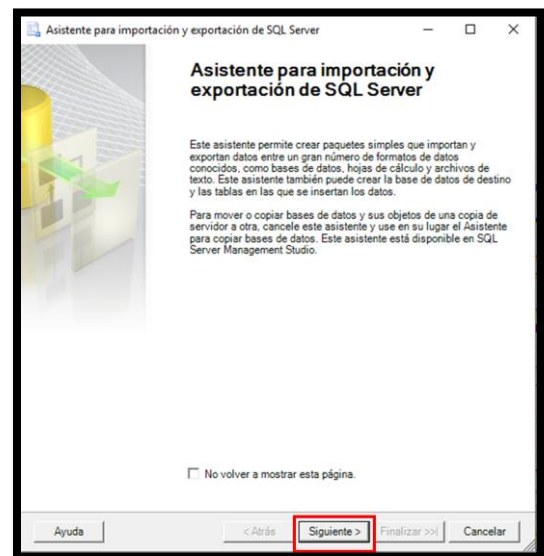 Asistente para importación y exportación de SQL Server
Asistente para importación y
exportación de SQL Server
Este asistente permite crear paquetes simples que importan y
exportan datos entre un gran número de formatos de datos
conocidos, como bases de datos, hojas de cálculo y archivos de
texto. Este asistente también puede crear la base de datos de destino
y las tablas en las que se insertan los datos.
Para mover o copiar bases de datos y sus objetos de una copia de
servidor a otra, cancele este asistente y use en su lugar el Asistente
para copiar bases de datos. Este asistente está disponible en SQL
Server Management Studio.
No volver a mostrar esta página.
Ayuda < Atrás Siguiente > Finalizar >>| Cancelar